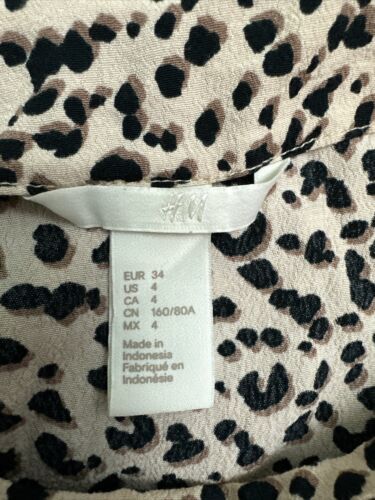 H&M
EUR 34
US 4
CA 4
CN 160/80A
MX 4
Made in
Indonesia
Fabriqué en
Indonésie